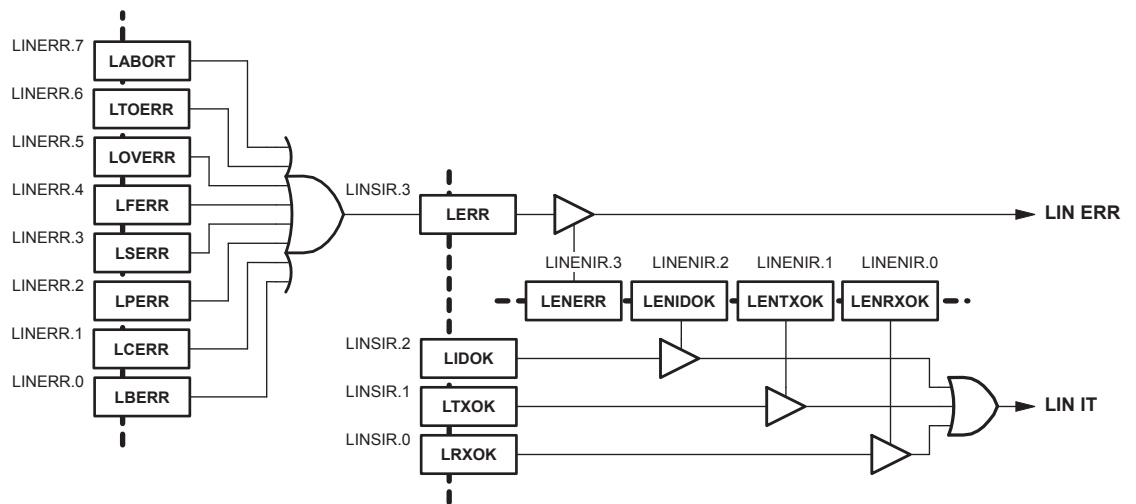 LINERR.7
LABORT
LINERR.6
LTOERR
LINERR.5
LOVERR
LINERR.4
LFERR
LINERR.3
LSERR
LINERR.2
LPERR
LINERR.1
LCERR
LINERR.0
LBERR
LINSIR.3
LERR
LIN ERR
LINENIR.3 LINENIR.2 LINENIR.1 LINENIR.0
LENERR LENIDOK LENTXOK LENRXOK
LINSIR.2
LIDOK
LINSIR.1
LTXOK
LIN IT
LINSIR.0
LRXOK